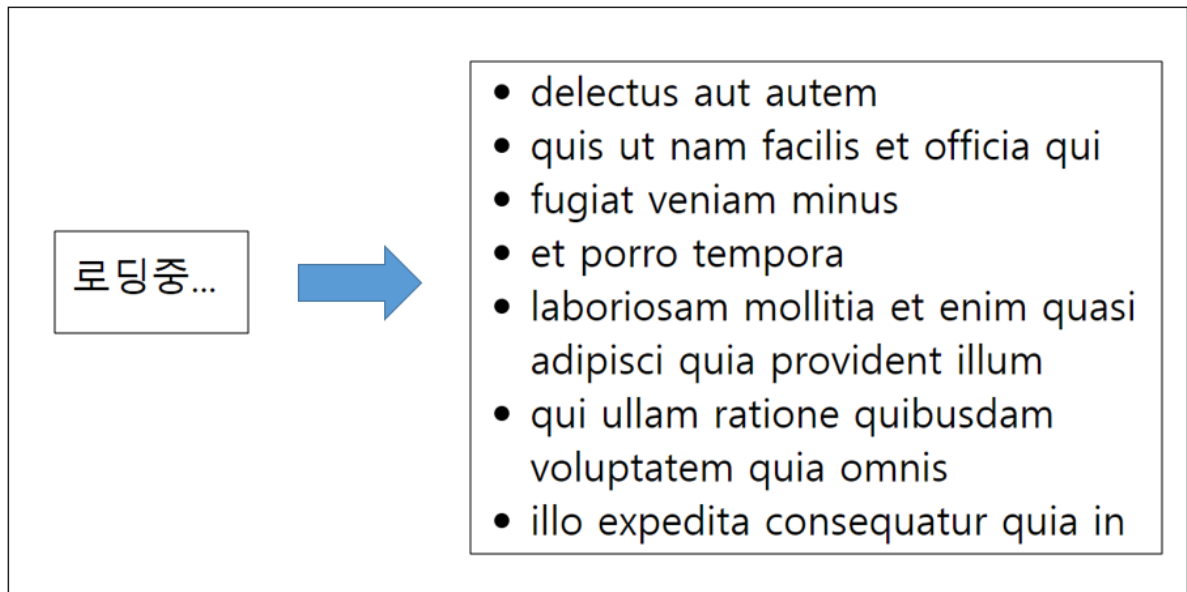 로딩중...
• delectus aut autem
• quis ut nam facilis et officia qui
• fugiat veniam minus
• et porro tempora
• laboriosam mollitia et enim quasi
adipisci quia provident illum
• qui ullam ratione quibusdam
voluptatem quia omnis
• illo expedita consequatur quia in